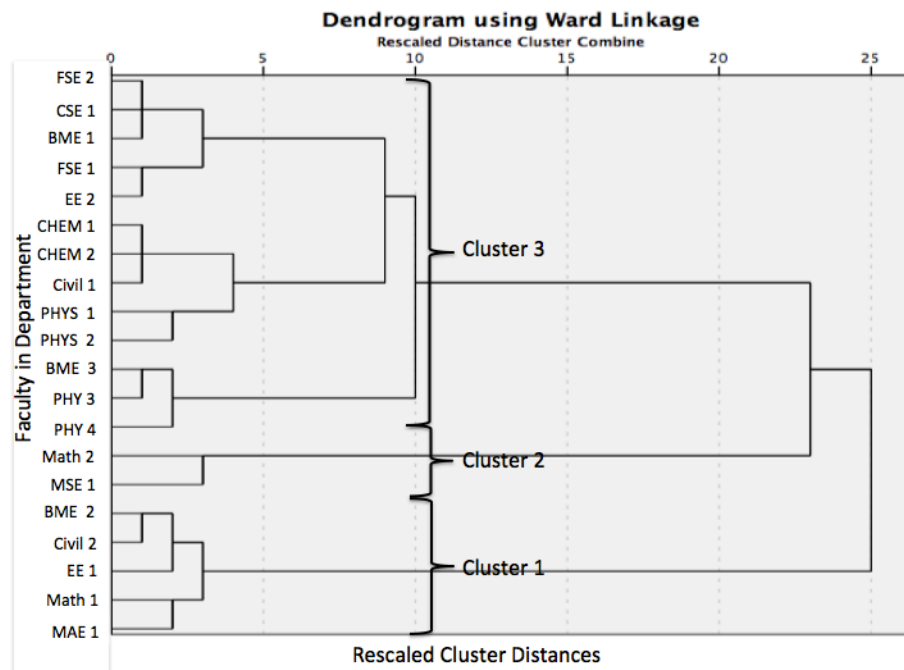 Dendrogram using Ward Linkage
Rescaled Distance Cluster Combine
0 5 10 15 20 25
Faculty in Department
FSE 2
CSE 1
BME 1
FSE 1
EE 2
CHEM 1
CHEM 2
Civil 1
PHYS 1
PHYS 2
BME 3
PHY 3
PHY 4
Math 2
MSE 1
BME 2
Civil 2
EE 1
Math 1
MAE 1
Cluster 3
Cluster 2
Cluster 1
Rescaled Cluster Distances